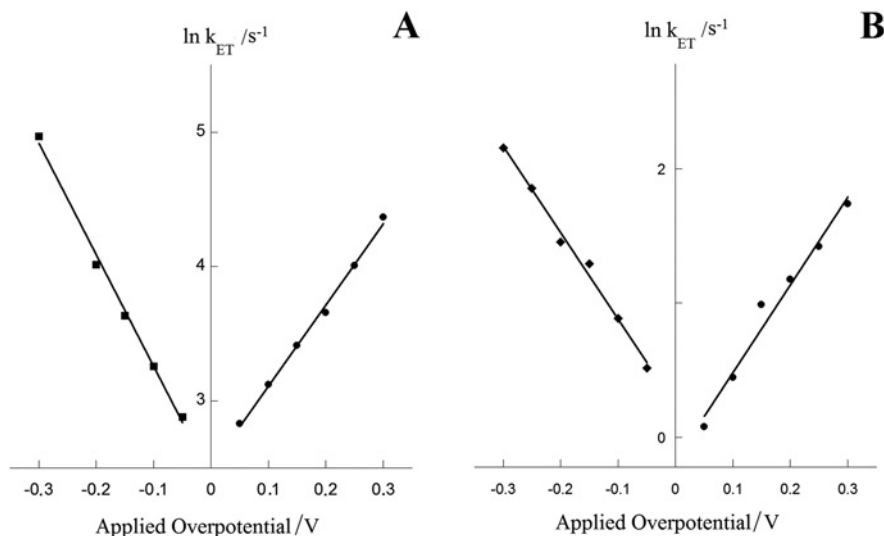 ln k_ET /s⁻¹
A
5
4
3
-0.3 -0.2 -0.1 0 0.1 0.2 0.3
Applied Overpotential/V
ln k_ET /s⁻¹
B
2
0
-0.3 -0.2 -0.1 0 0.1 0.2 0.3
Applied Overpotential/V